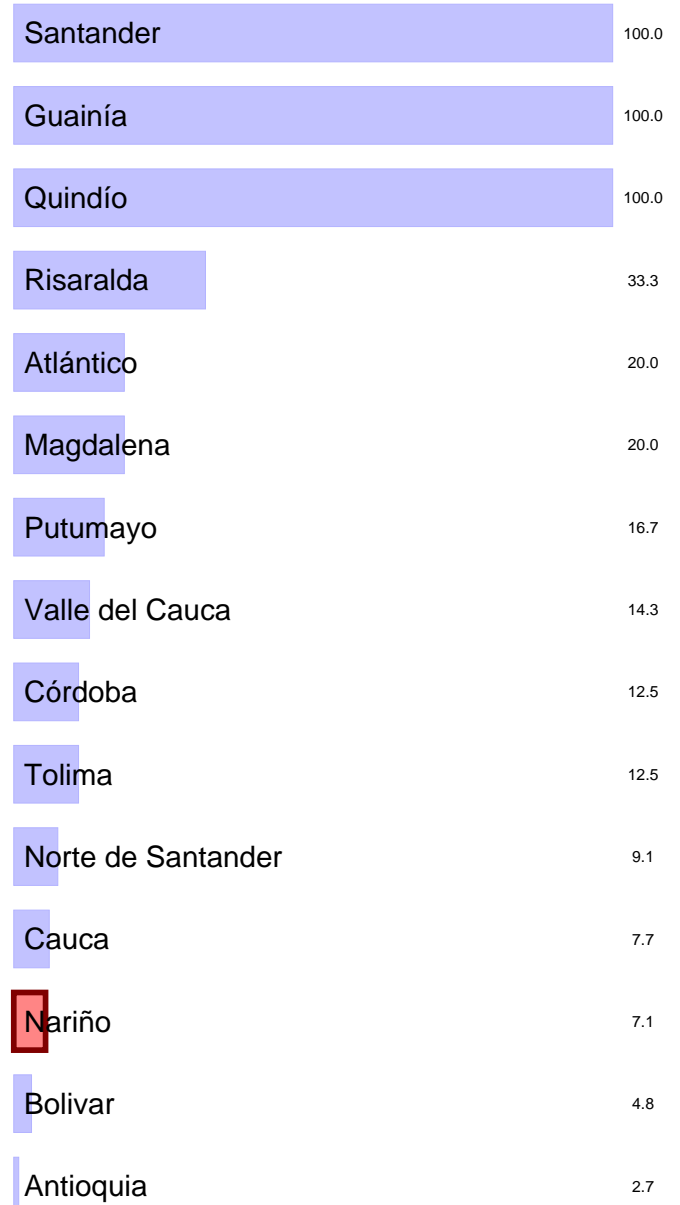 Santander 100.0
Guainía 100.0
Quindío 100.0
Risaralda 33.3
Atlántico 20.0
Magdalena 20.0
Putumayo 16.7
Valle del Cauca 14.3
Córdoba 12.5
Tolima 12.5
Norte de Santander 9.1
Cauca 7.7
Nariño 7.1
Bolivar 4.8
Antioquia 2.7